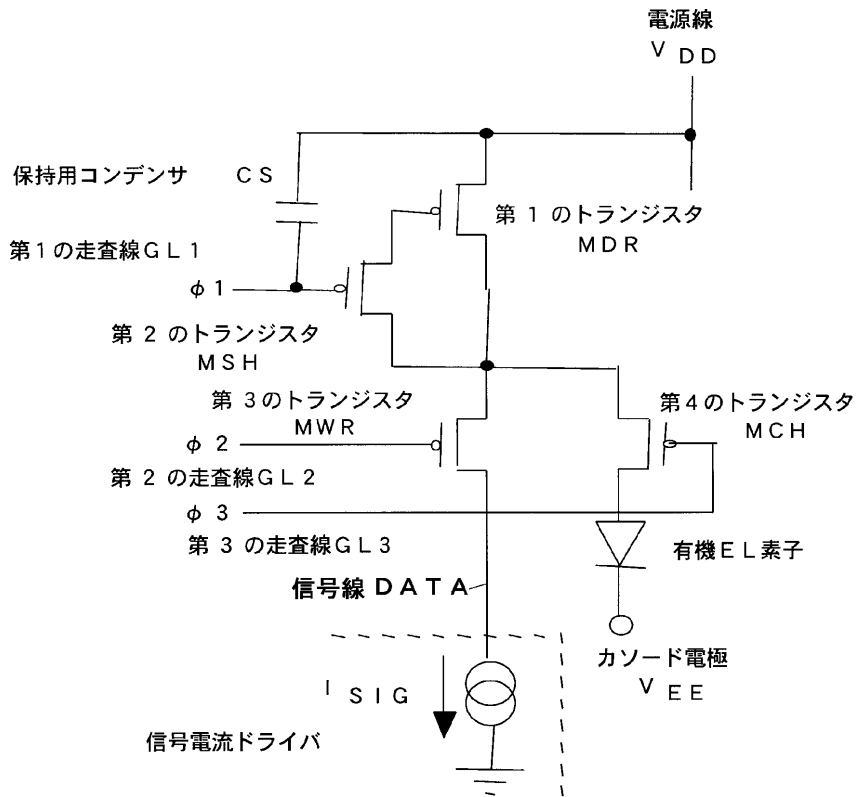 電源線
V DD
保持用コンデンサ CS
第1のトランジスタ
MDR
第1の走査線GL1
φ1
第2のトランジスタ
MSH
第3のトランジスタ
MWR
第4のトランジスタ
MCH
φ2
第2の走査線GL2
φ3
第3の走査線GL3
有機EL素子
信号線DATA
カソード電極
V EE
I SIG
信号電流ドライバ